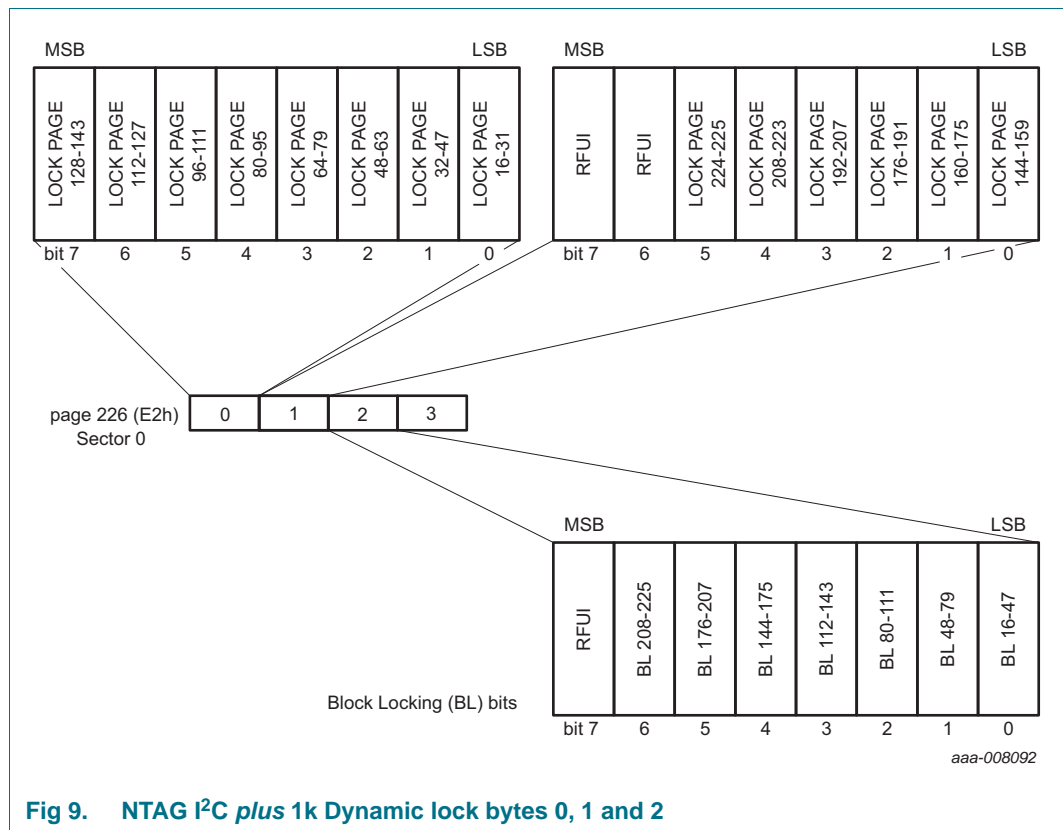 MSB LSB
LOCK PAGE 128-143
LOCK PAGE 112-127
LOCK PAGE 96-111
LOCK PAGE 80-95
LOCK PAGE 64-79
LOCK PAGE 48-63
LOCK PAGE 32-47
LOCK PAGE 16-31
bit 7 6 5 4 3 2 1 0
MSB LSB
RFUI
RFUI
LOCK PAGE 224-225
LOCK PAGE 208-223
LOCK PAGE 192-207
LOCK PAGE 176-191
LOCK PAGE 160-175
LOCK PAGE 144-159
bit 7 6 5 4 3 2 1 0
page 226 (E2h) 0 1 2 3
Sector 0
MSB LSB
RFUI
BL 208-225
BL 176-207
BL 144-175
BL 112-143
BL 80-111
BL 48-79
BL 16-47
Block Locking (BL) bits
bit 7 6 5 4 3 2 1 0
aaa-008092
Fig 9. NTAG I²C plus 1k Dynamic lock bytes 0, 1 and 2